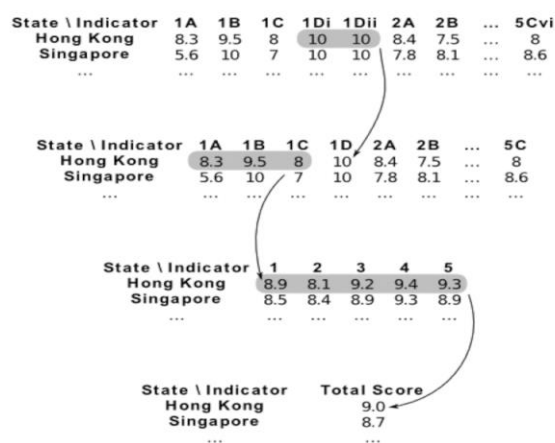 State \ Indicator 1A 1B 1C 1Di 1Dii 2A 2B ... 5Cvi
Hong Kong 8.3 9.5 8 10 10 8.4 7.5 ... 8
Singapore 5.6 10 7 10 10 7.8 8.1 ... 8.6
... ... ... ... ... ... ... ... ...
State \ Indicator 1A 1B 1C 1D 2A 2B ... 5C
Hong Kong 8.3 9.5 8 10 8.4 7.5 ... 8
Singapore 5.6 10 7 10 7.8 8.1 ... 8.6
... ... ... ... ... ... ... ...
State \ Indicator 1 2 3 4 5
Hong Kong 8.9 8.1 9.2 9.4 9.3
Singapore 8.5 8.4 8.9 9.3 8.9
... ... ... ... ... ...
State \ Indicator Total Score
Hong Kong 9.0
Singapore 8.7
... ...